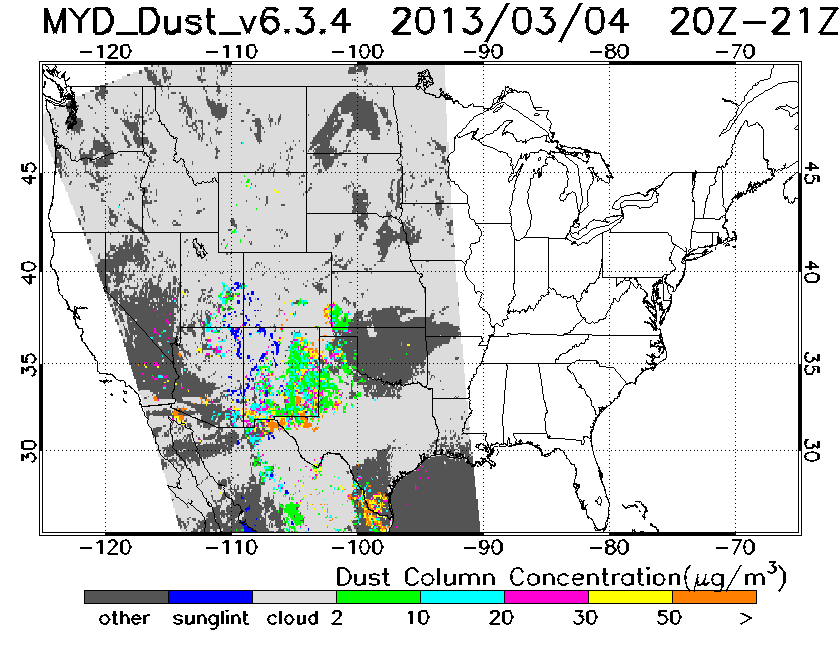 MYD_Dust_v6.3.4 2013/03/04 20Z-21Z
-120 -110 -100 -90 -80 -70
45 45
40 40
35 35
30 30
-120 -110 -100 -90 -80 -70
Dust Column Concentration(μg/m³)
other sunglint cloud 2 10 20 30 50 >